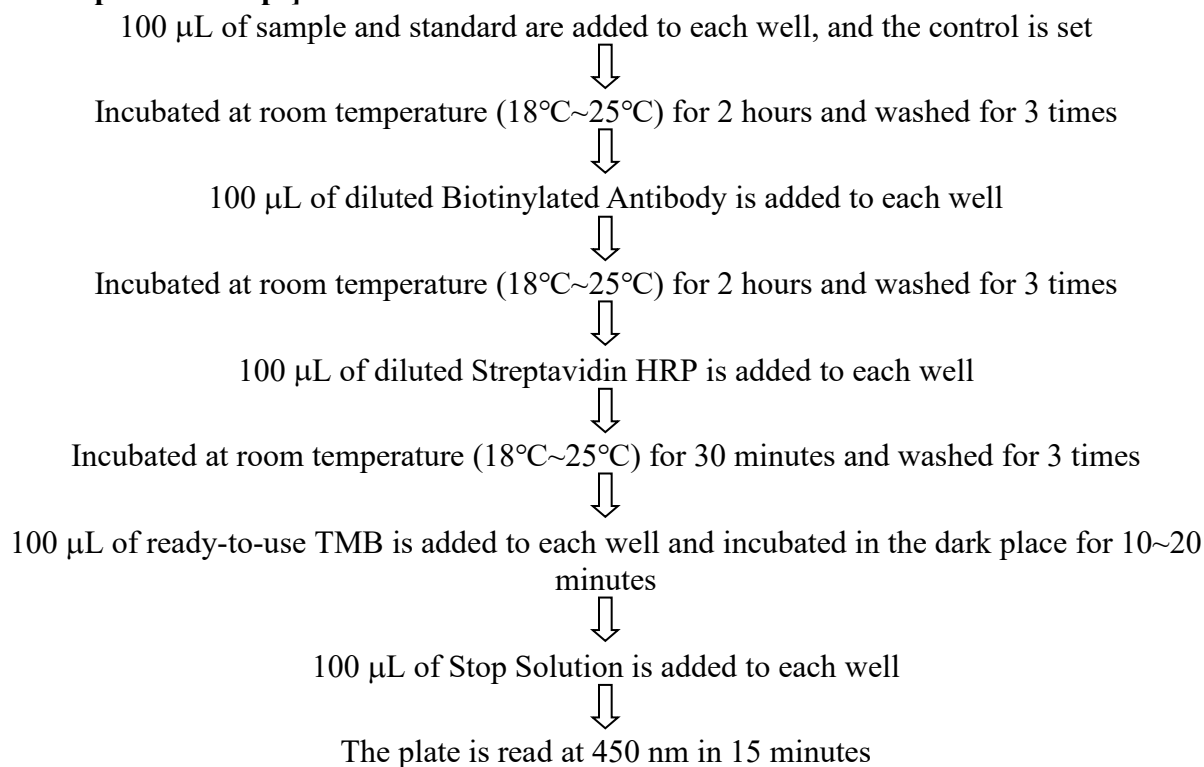 100 μL of sample and standard are added to each well, and the control is set
Incubated at room temperature (18℃~25℃) for 2 hours and washed for 3 times
100 μL of diluted Biotinylated Antibody is added to each well
Incubated at room temperature (18℃~25℃) for 2 hours and washed for 3 times
100 μL of diluted Streptavidin HRP is added to each well
Incubated at room temperature (18℃~25℃) for 30 minutes and washed for 3 times
100 μL of ready-to-use TMB is added to each well and incubated in the dark place for 10~20
minutes
100 μL of Stop Solution is added to each well
The plate is read at 450 nm in 15 minutes